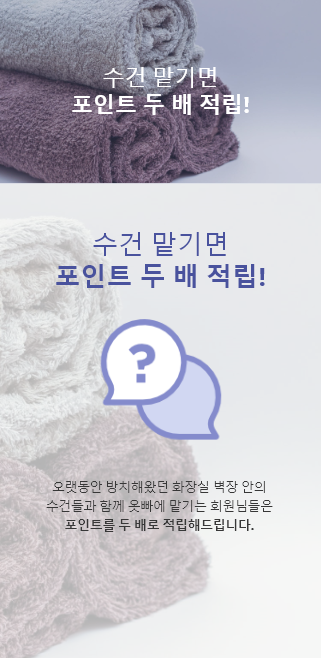 수건 맡기면
포인트 두 배 적립!
수건 맡기면
포인트 두 배 적립!
?
오랫동안 방치해왔던 화장실 벽장 안의
수건들과 함께 옷빠에 맡기는 회원님들은
포인트를 두 배로 적립해드립니다.